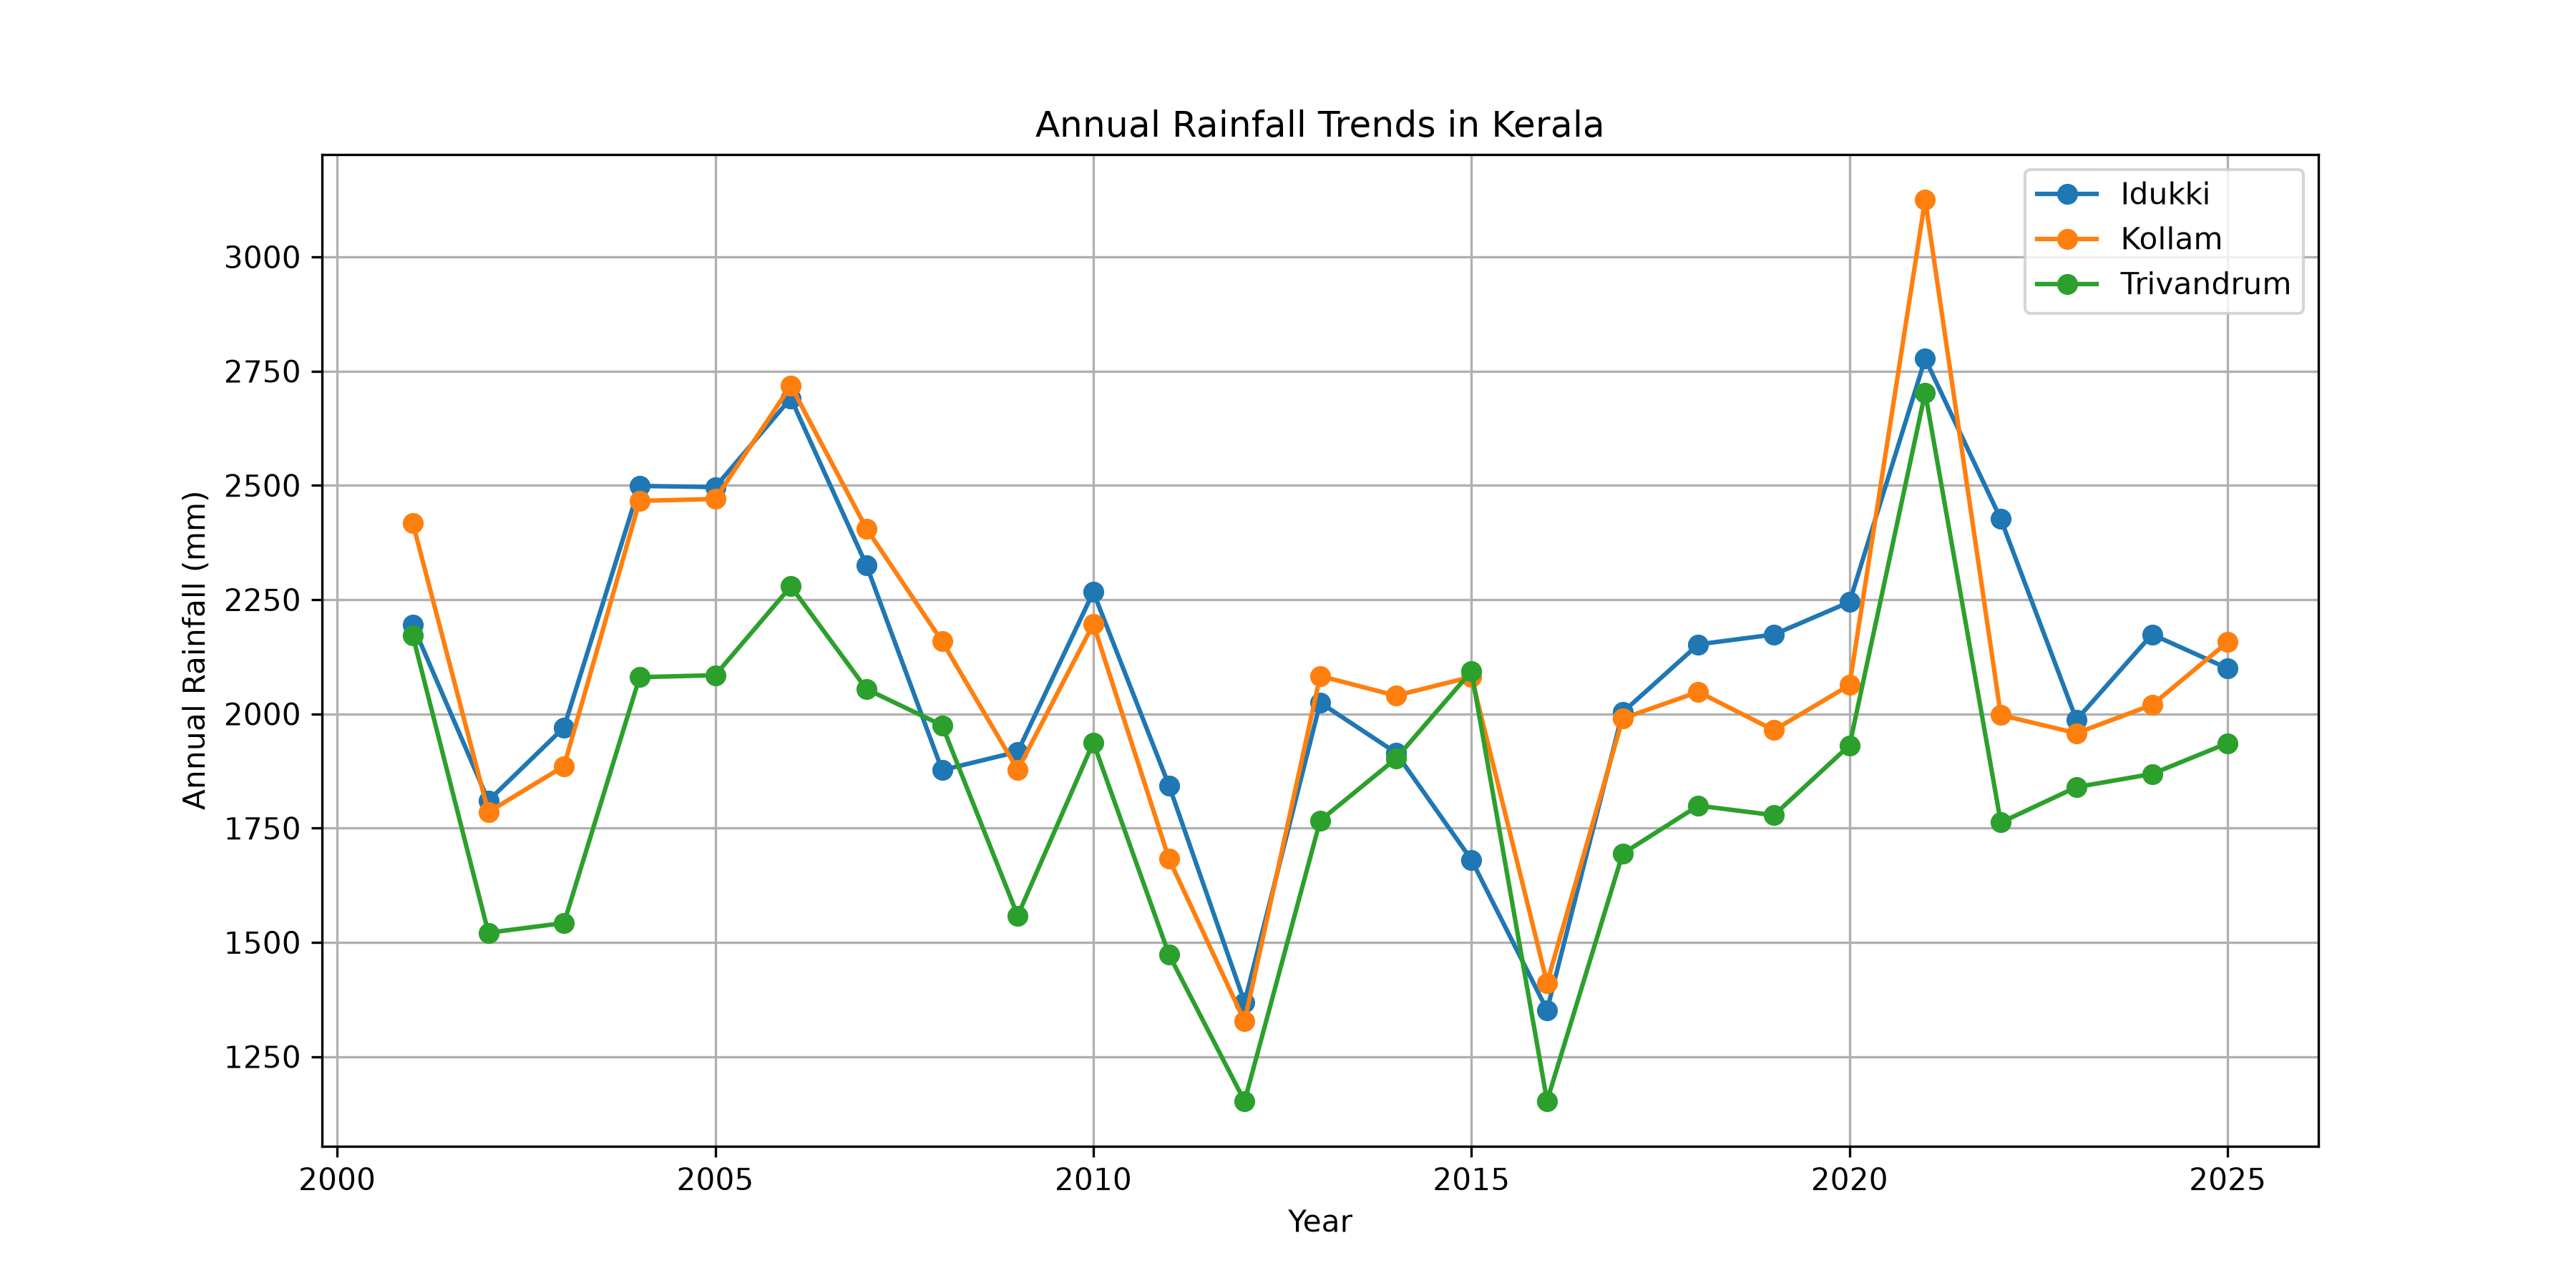 Annual Rainfall Trends in Kerala
Idukki
Kollam
Trivandrum
Annual Rainfall (mm)
3000
2750
2500
2250
2000
1750
1500
1250
2000 2005 2010 2015 2020 2025
Year